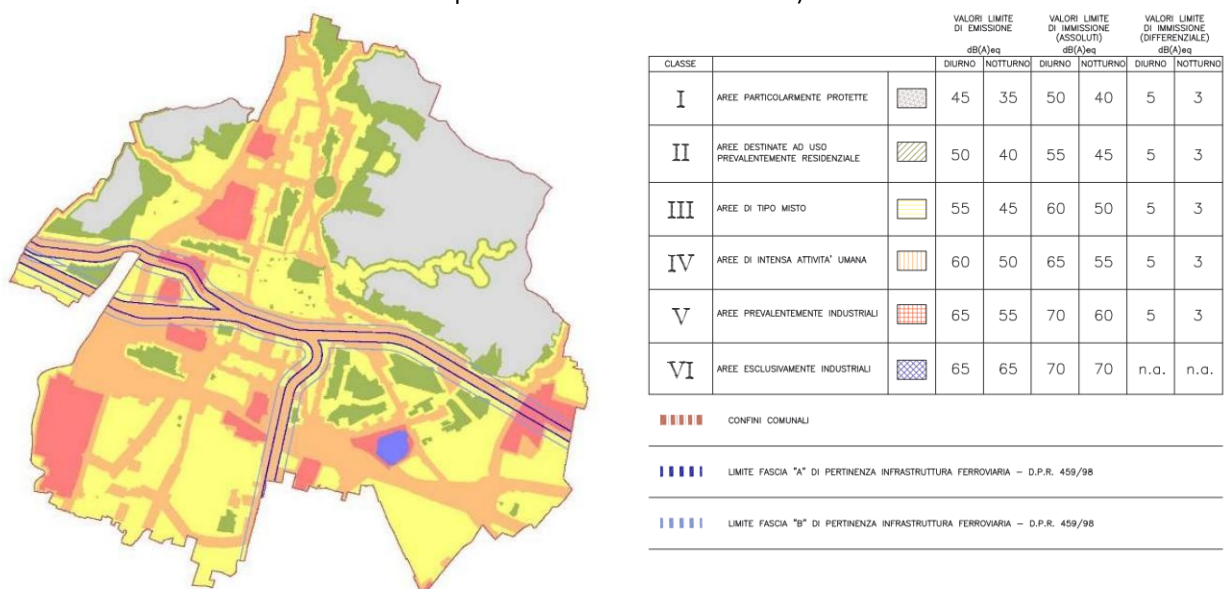 VALORI LIMITE DI EMISSIONE dB(A)eq
VALORI LIMITE DI IMMISSIONE (ASSOLUTI) dB(A)eq
VALORI LIMITE DI IMMISSIONE (DIFFERENZIALE) dB(A)eq
CLASSE DIURNO NOTTURNO DIURNO NOTTURNO DIURNO NOTTURNO
I AREE PARTICOLARMENTE PROTETTE 45 35 50 40 5 3
II AREE DESTINATE AD USO PREVALENTEMENTE RESIDENZIALE 50 40 55 45 5 3
III AREE DI TIPO MISTO 55 45 60 50 5 3
IV AREE DI INTENSA ATTIVITA' UMANA 60 50 65 55 5 3
V AREE PREVALENTEMENTE INDUSTRIALI 65 55 70 60 5 3
VI AREE ESCLUSIVAMENTE INDUSTRIALI 65 65 70 70 n.a. n.a.
CONFINI COMUNALI
LIMITE FASCIA "A" DI PERTINENZA INFRASTRUTTURA FERROVIARIA – D.P.R. 459/98
LIMITE FASCIA "B" DI PERTINENZA INFRASTRUTTURA FERROVIARIA – D.P.R. 459/98